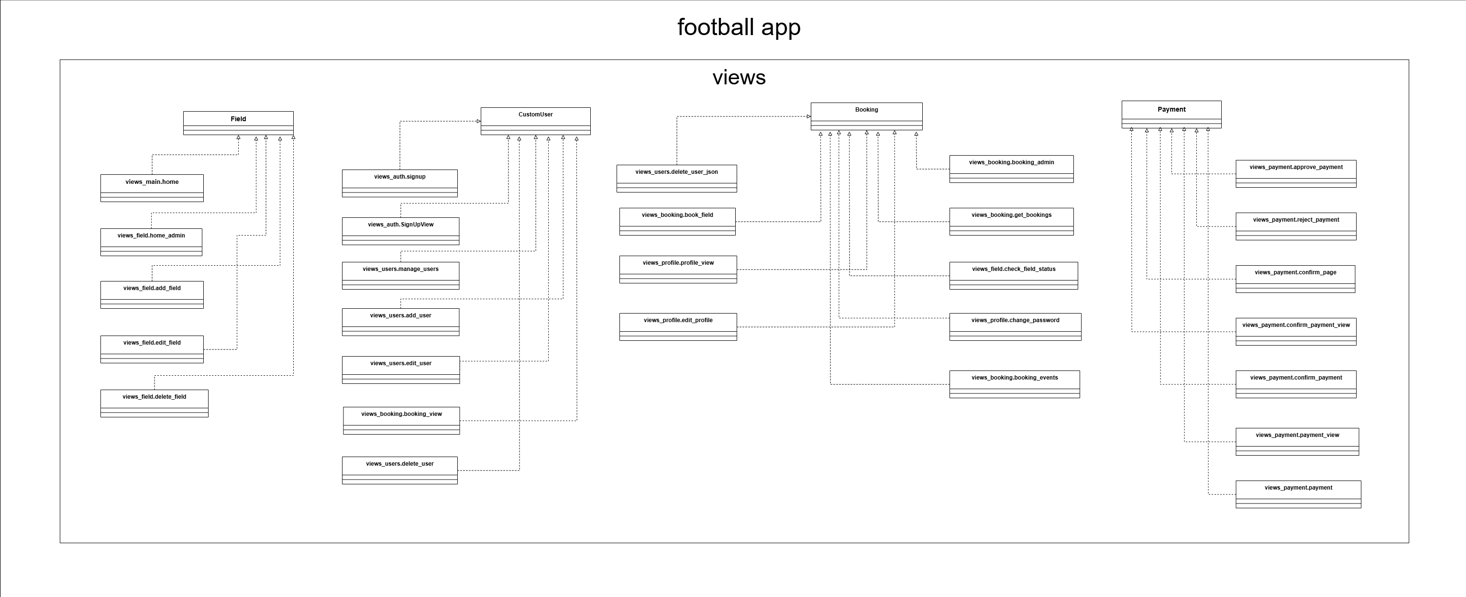 football app
views
Field
views_main.home
views_field.home_admin
views_field.add_field
views_field.edit_field
views_field.delete_field
CustomUser
views_auth.signup
views_auth.SignUpView
views_users.manage_users
views_users.add_user
views_users.edit_user
views_booking.booking_view
views_users.delete_user
Booking
views_users.delete_user_json
views_booking.book_field
views_profile.profile_view
views_profile.edit_profile
views_booking.booking_admin
views_booking.get_bookings
views_field.check_field_status
views_profile.change_password
views_booking.booking_events
Payment
views_payment.approve_payment
views_payment.reject_payment
views_payment.confirm_page
views_payment.confirm_payment_view
views_payment.confirm_payment
views_payment.payment_view
views_payment.payment